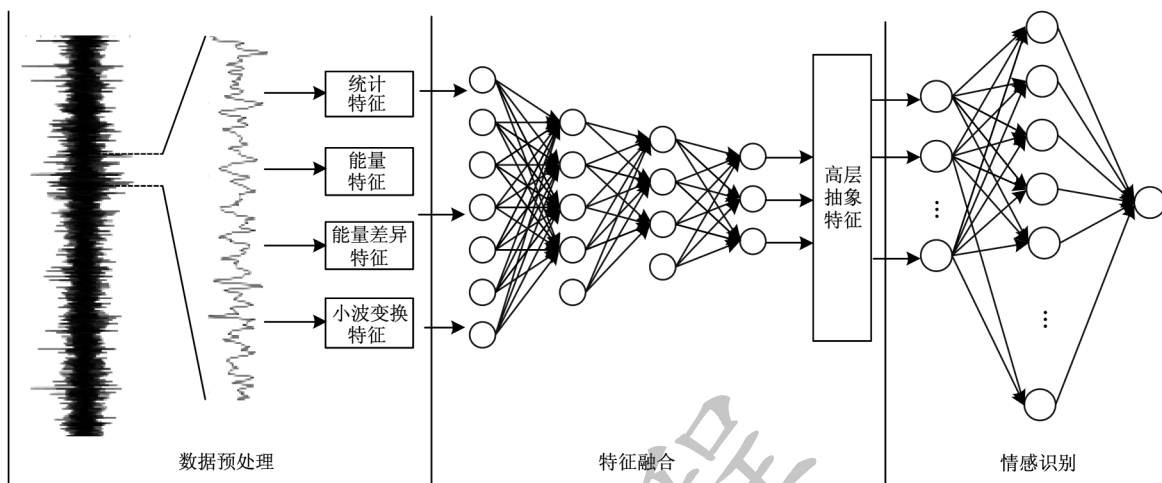 统计
特征
能量
特征
能量差异
特征
小波变换
特征
高层
抽象
特征
...
...
数据预处理
特征融合
情感识别